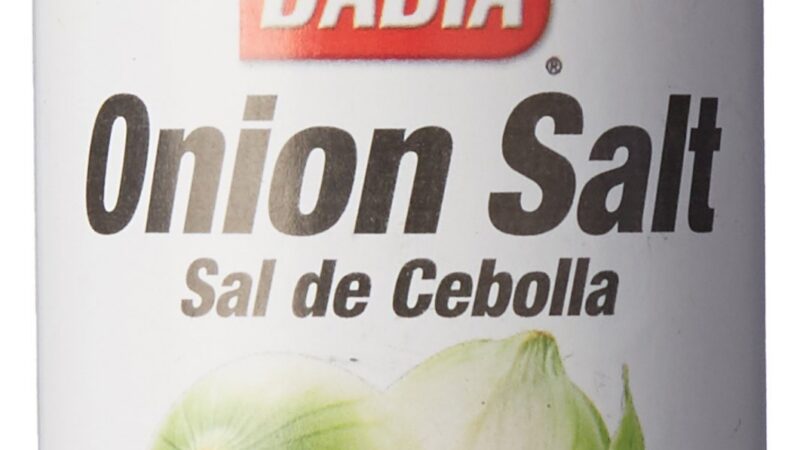 BADIA
®
Onion Salt
Sal de Cebolla